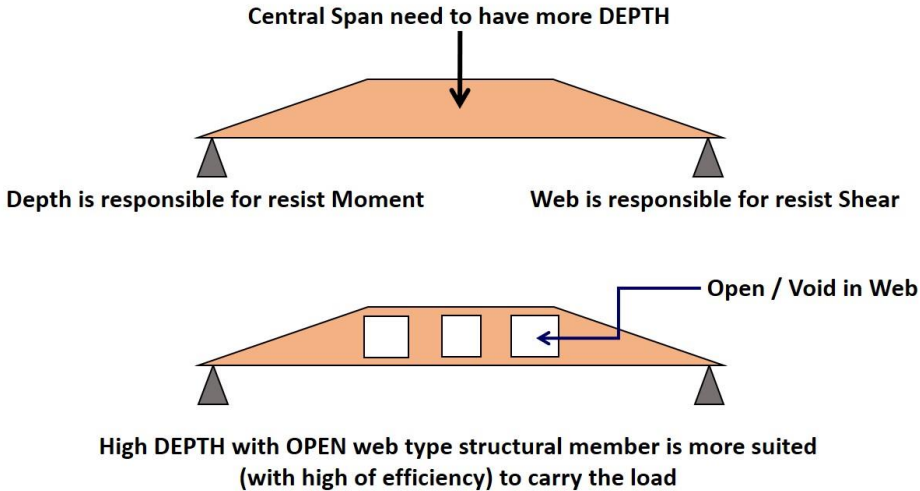 Central Span need to have more DEPTH
Depth is responsible for resist Moment
Web is responsible for resist Shear
Open / Void in Web
High DEPTH with OPEN web type structural member is more suited
(with high of efficiency) to carry the load